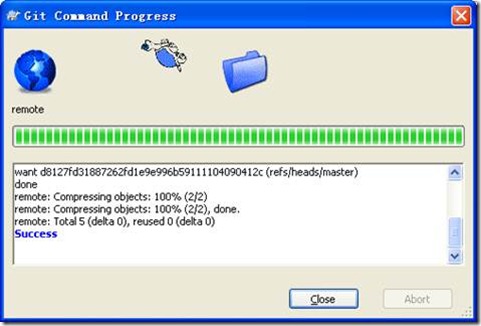 Git Command Progress
remote
want d8127fd31887262fd1e9e996b59111104090412c (refs/heads/master)
done
remote: Compressing objects: 100% (2/2)
remote: Compressing objects: 100% (2/2), done.
remote: Total 5 (delta 0), reused 0 (delta 0)
Success
Close
Abort